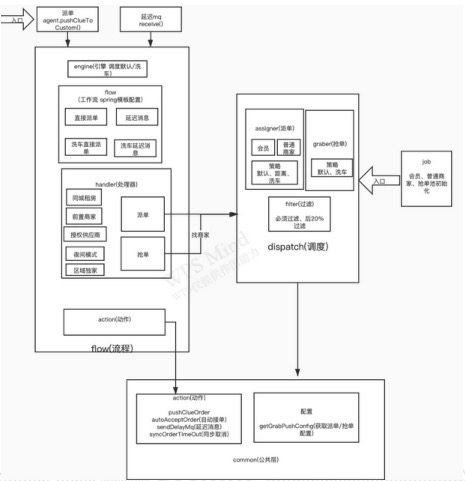 入口
派单
agent.pushClueTo
Custom()
延迟mq
receive()
engine(引擎 调度默认/洗
车)
flow
(工作流 spring模板配置)
直接派单
延迟消息
洗车直接派
单
洗车延迟消
息
handler(处理器)
同城租房
前置商家
授权供应商
夜间模式
区域独家
派单
抢单
找商家
action(动作)
flow(流程)
assigner(派单)
会员
普通
商家
策略
默认、距离、
洗车
graber(抢单)
策略
默认、洗车
filter(过滤)
必须过滤、后20%
过滤
dispatch(调度)
入口
job
会员、普通商
家、抢单池初始
化
WPS Mind
action(动作)
pushClueOrder
autoAcceptOrder(自动接单)
sendDelayMq(延迟消息)
syncOrderTimeOut(同步取消)
配置
getGrabPushConfig(获取派单/抢单
配置)
common(公共层)